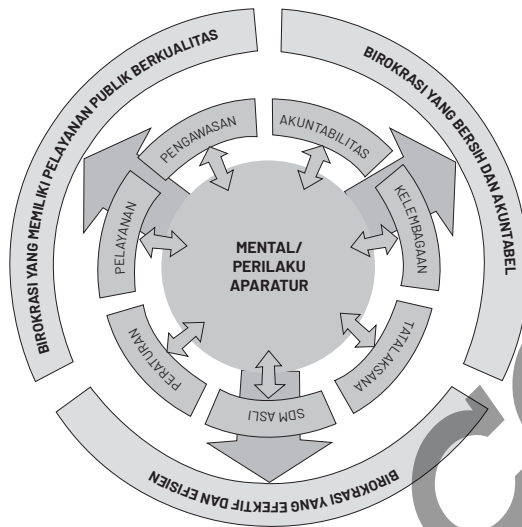 BIROKRASI YANG MEMILIKI PELAYANAN PUBLIK BERKUALITAS
BIROKRASI YANG BERSIH DAN AKUNTABEL
PENGAWASAN
AKUNTABILITAS
PELAYANAN
KELEMBAGAAN
MENTAL/
PERILAKU
APARATUR
PERATURAN
TATALAKSANA
SDM ASLI
BIROKRASI YANG EFEKTIF DAN EFISIEN